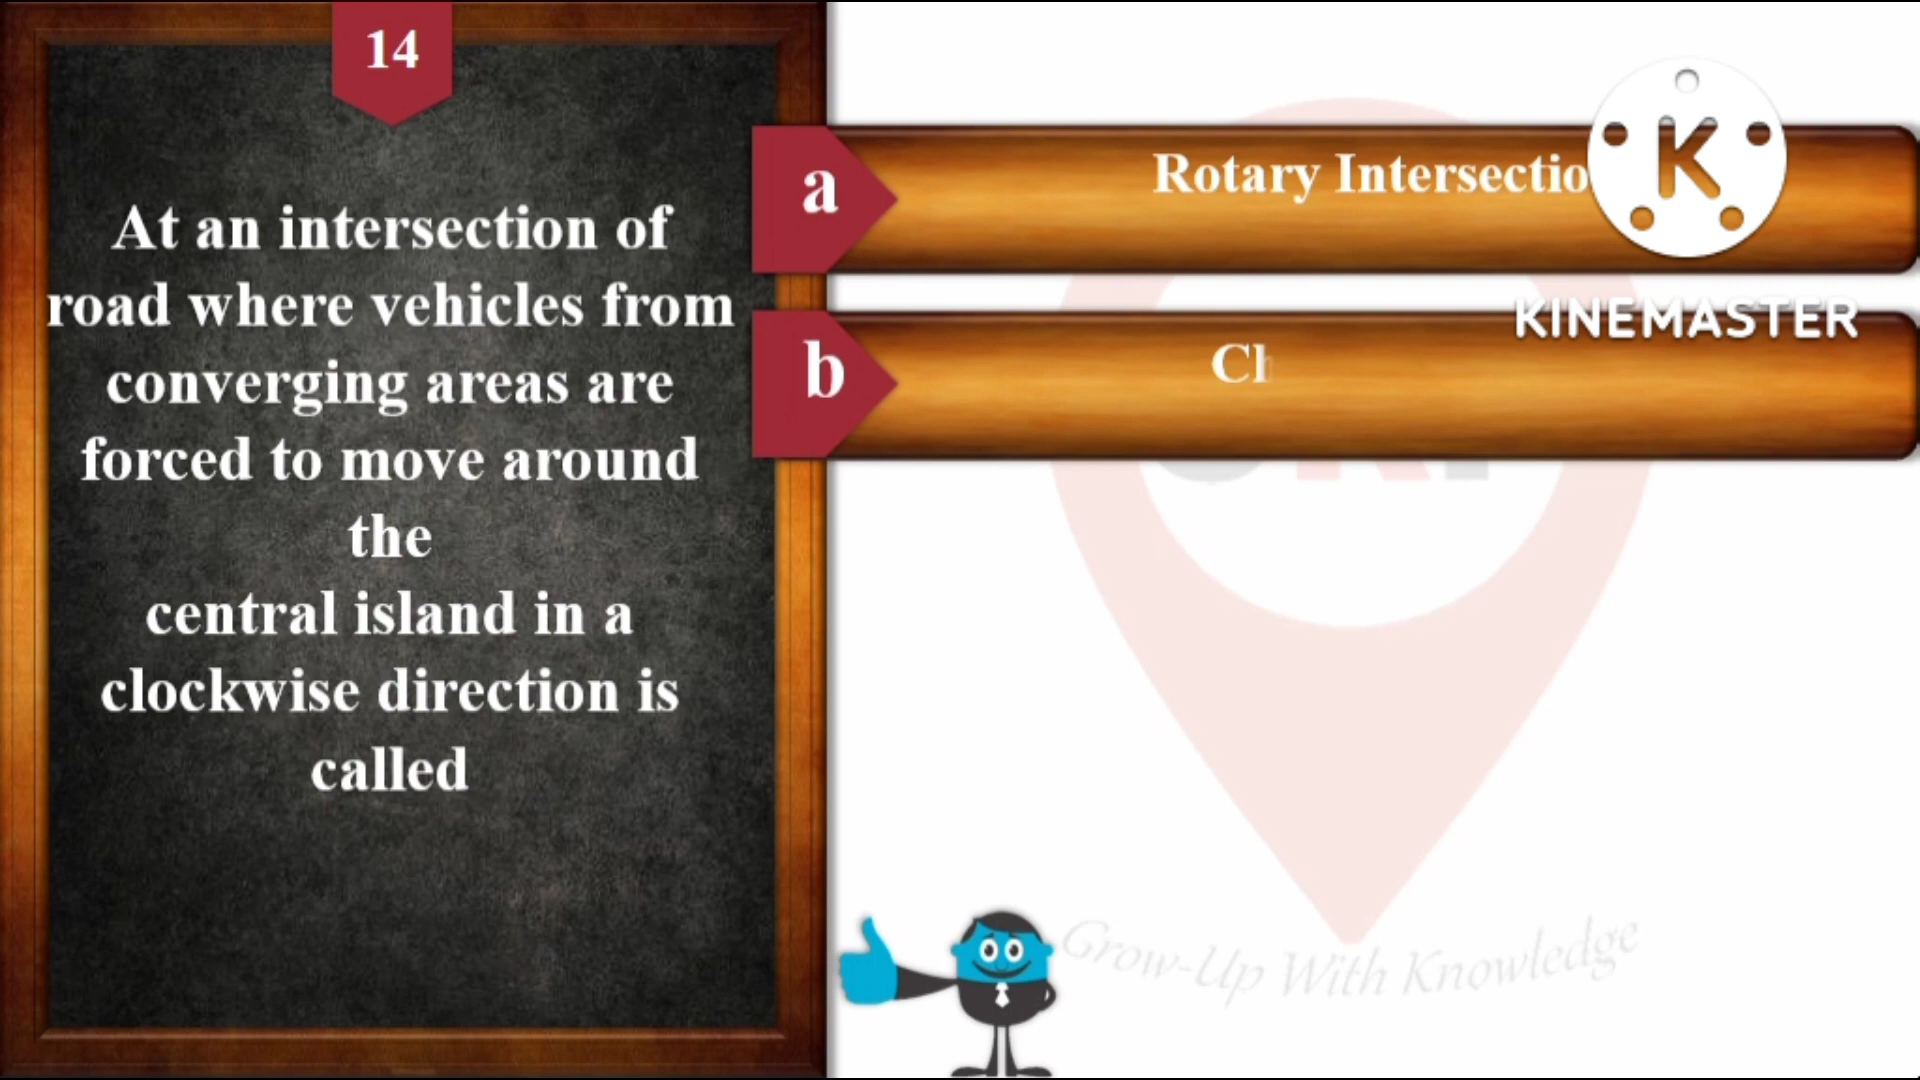 14
At an intersection of
road where vehicles from
converging areas are
forced to move around
the
central island in a
clockwise direction is
called
a
Rotary Intersectio
K
KINEMASTER
b
Grow-Up With Knowledge